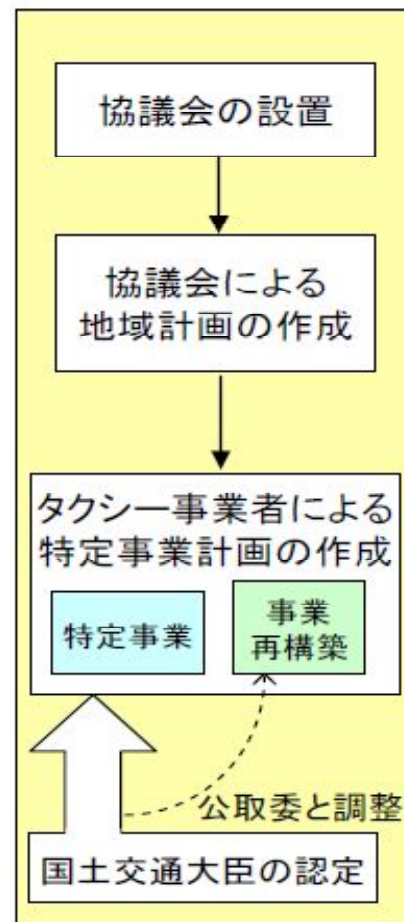 協議会の設置
協議会による
地域計画の作成
タクシー事業者による
特定事業計画の作成
特定事業
事業
再構築
公取委と調整
国土交通大臣の認定